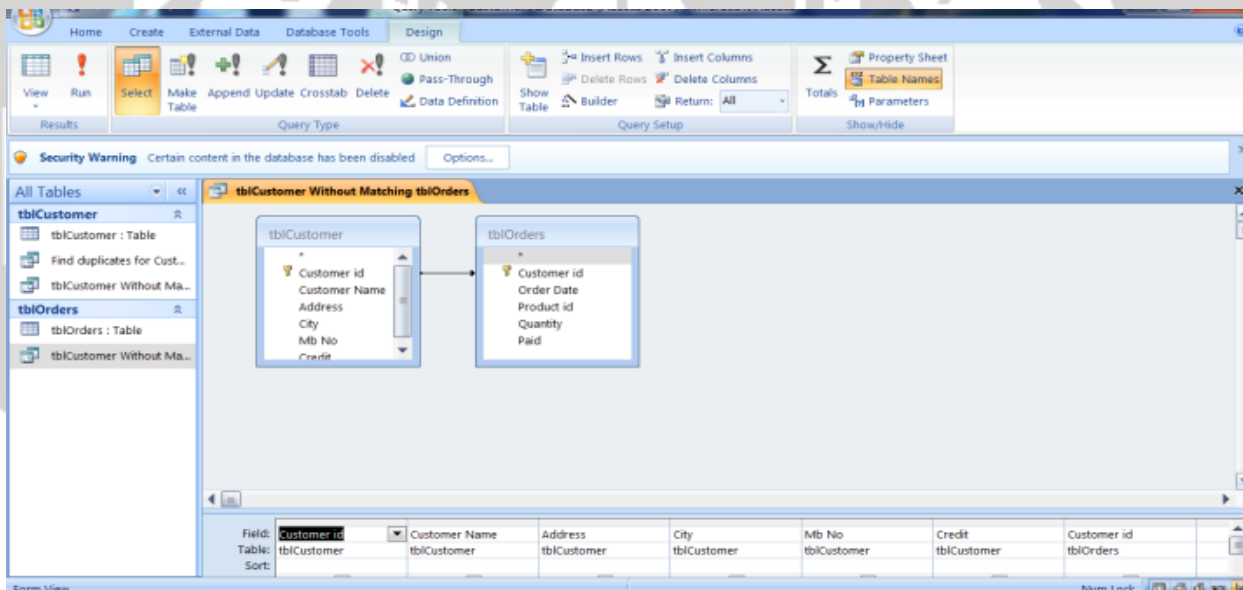 Home Create External Data Database Tools Design
View Run Select Make Table Append Update Crosstab Delete
Union
Pass-Through
Data Definition
Show Table
Insert Rows
Delete Rows
Builder
Insert Columns
Delete Columns
Return: All
Totals
Property Sheet
Table Names
Parameters
Results Query Type Query Setup Show/Hide
Security Warning Certain content in the database has been disabled Options...
All Tables
tblCustomer
tblCustomer : Table
Find duplicates for Cust...
tblCustomer Without Ma...
tblOrders
tblOrders : Table
tblCustomer Without Ma...
tblCustomer Without Matching tblOrders
tblCustomer
*
Customer id
Customer Name
Address
City
Mb No
Credit
tblOrders
*
Customer id
Order Date
Product id
Quantity
Paid
Field: Customer id Customer Name Address City Mb No Credit Customer id
Table: tblCustomer tblCustomer tblCustomer tblCustomer tblCustomer tblCustomer tblOrders
Sort:
Form View Num Lock